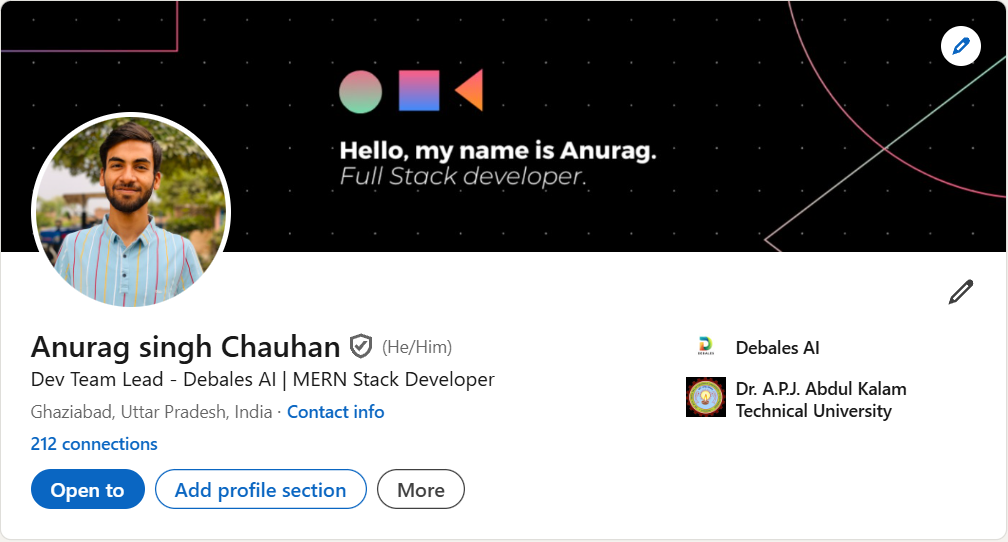 Hello, my name is Anurag.
Full Stack developer.
Anurag singh Chauhan (He/Him)
Dev Team Lead - Debales AI | MERN Stack Developer
Ghaziabad, Uttar Pradesh, India · Contact info
212 connections
Open to
Add profile section
More
DEBALES
Debales AI
Dr. A.P.J. Abdul Kalam
Technical University